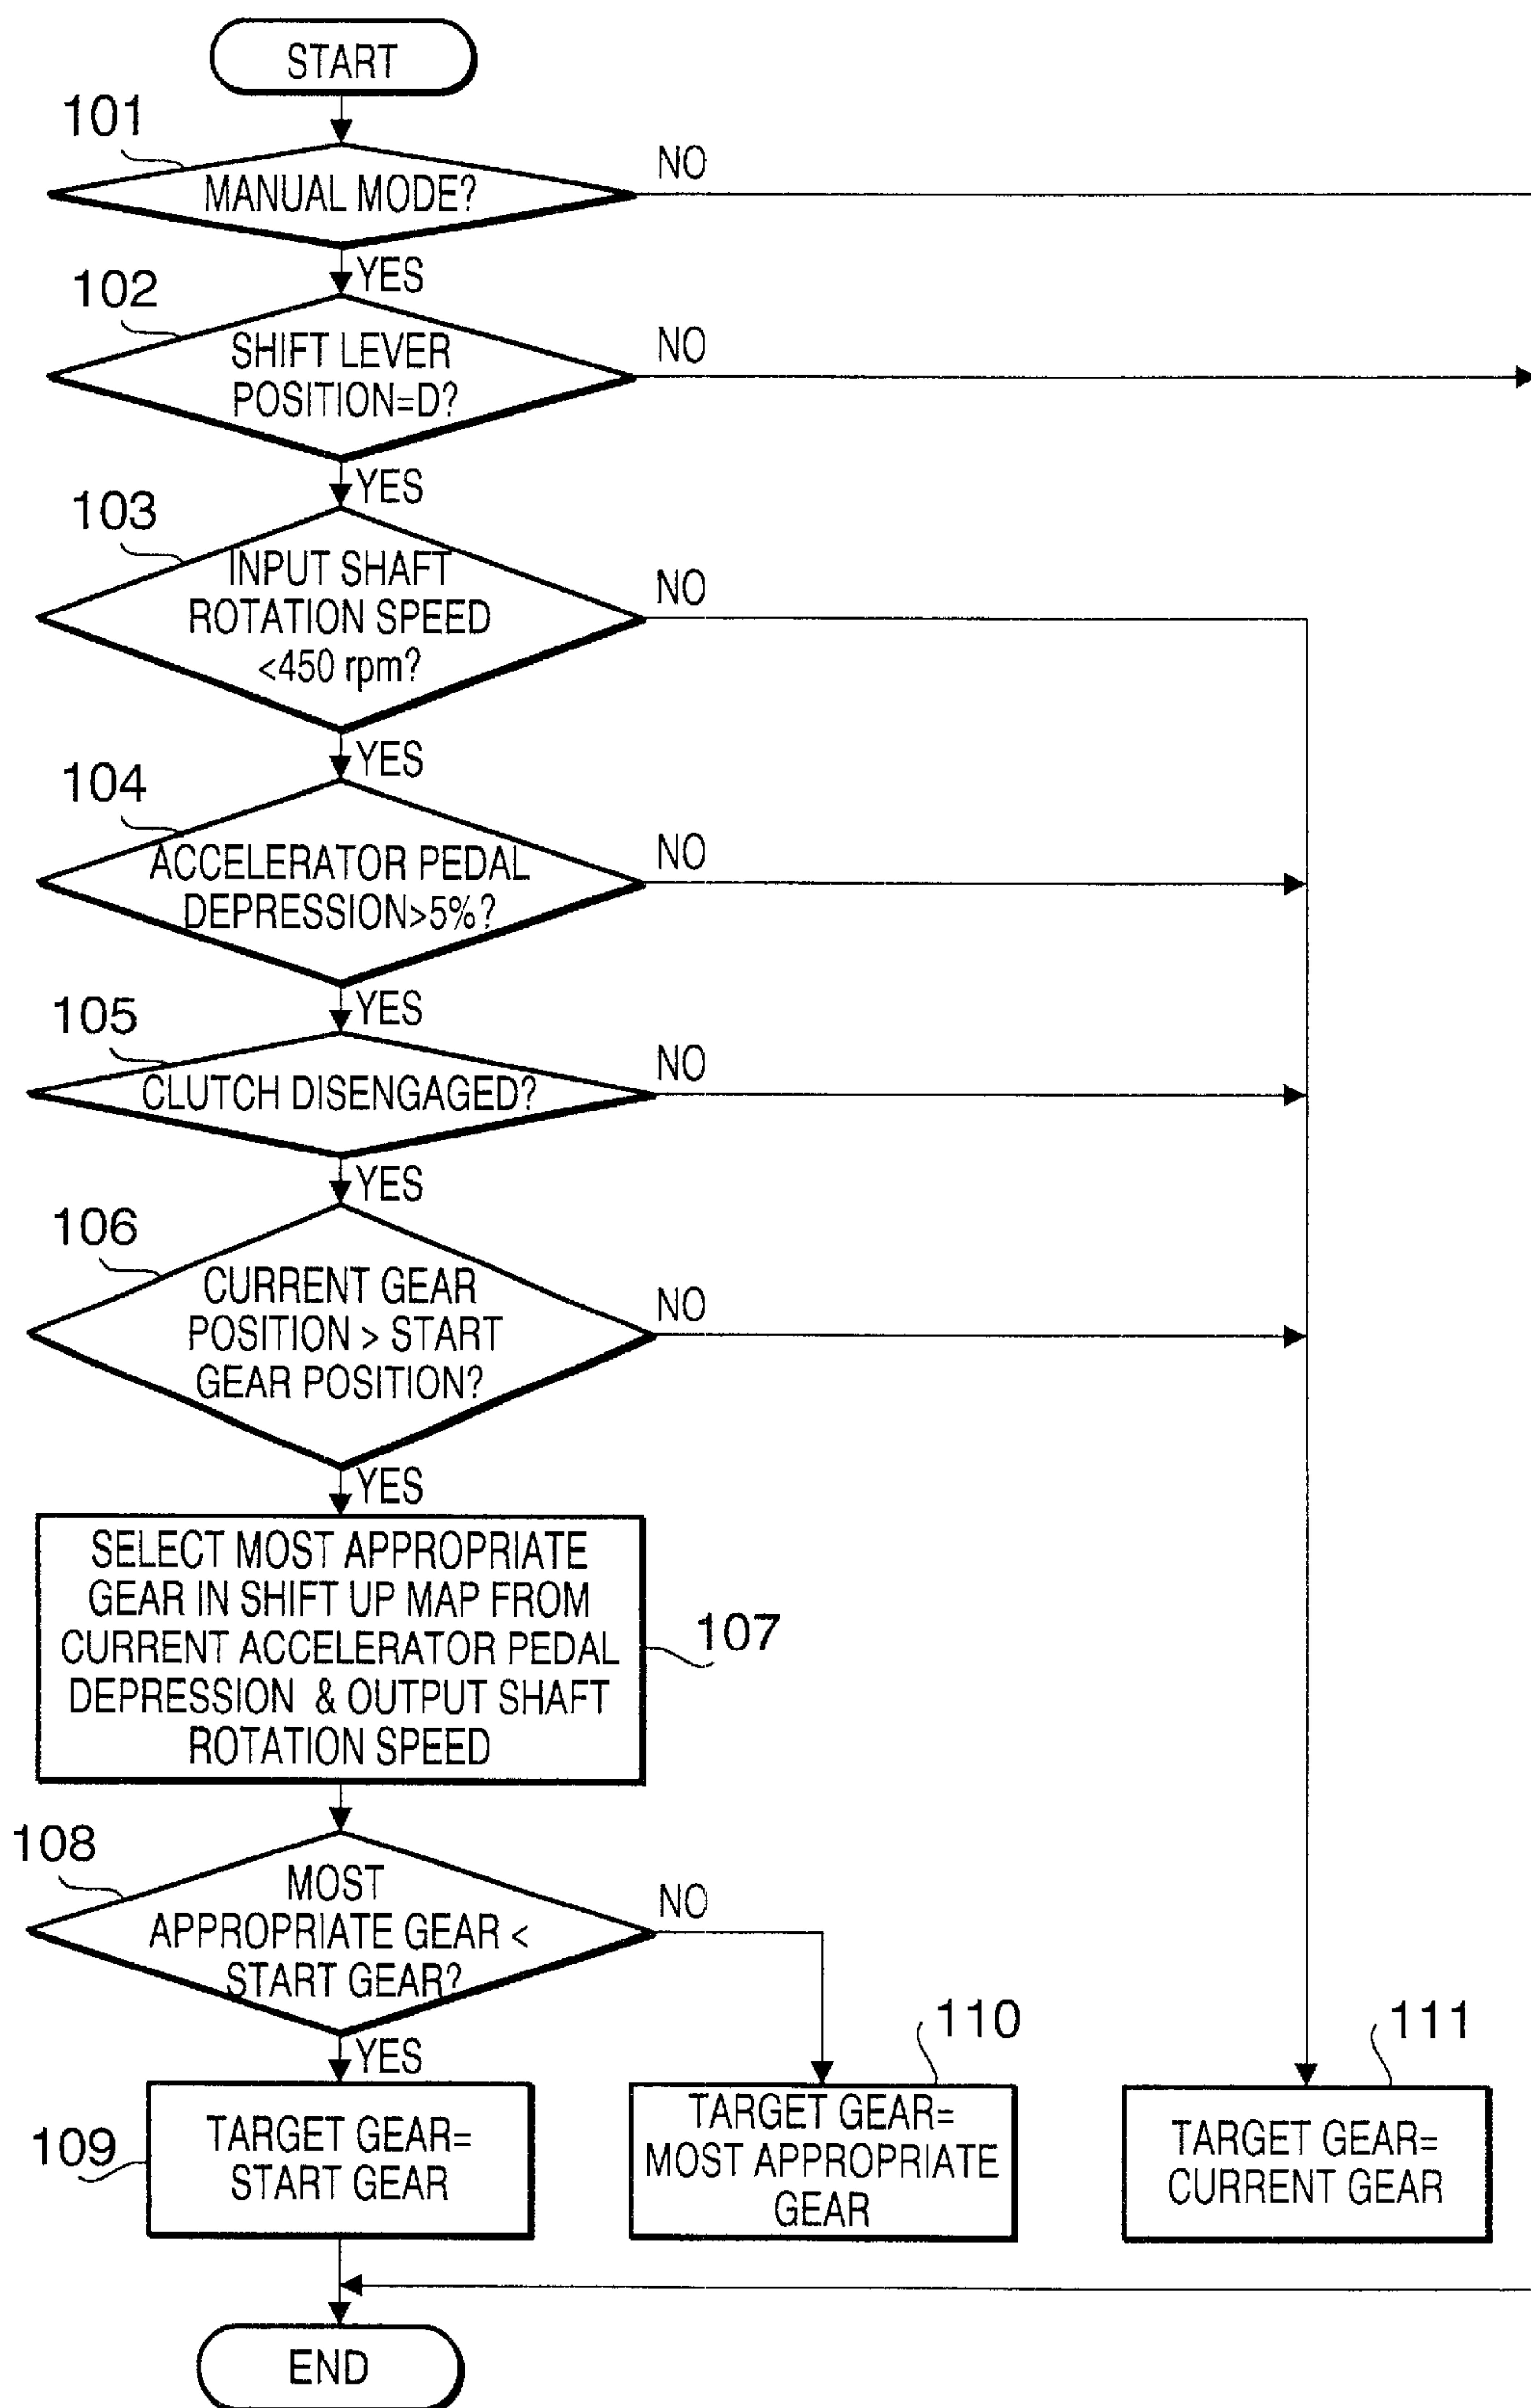 START
101
MANUAL MODE?
NO
YES
102
SHIFT LEVER
POSITION=D?
NO
YES
103
INPUT SHAFT
ROTATION SPEED
<450 rpm?
NO
YES
104
ACCELERATOR PEDAL
DEPRESSION>5%?
NO
YES
105
CLUTCH DISENGAGED?
NO
YES
106
CURRENT GEAR
POSITION > START
GEAR POSITION?
NO
YES
SELECT MOST APPROPRIATE
GEAR IN SHIFT UP MAP FROM
CURRENT ACCELERATOR PEDAL
DEPRESSION & OUTPUT SHAFT
ROTATION SPEED
107
108
MOST
APPROPRIATE GEAR <
START GEAR?
NO
YES
109
TARGET GEAR=
START GEAR
110
TARGET GEAR=
MOST APPROPRIATE
GEAR
111
TARGET GEAR=
CURRENT GEAR
END